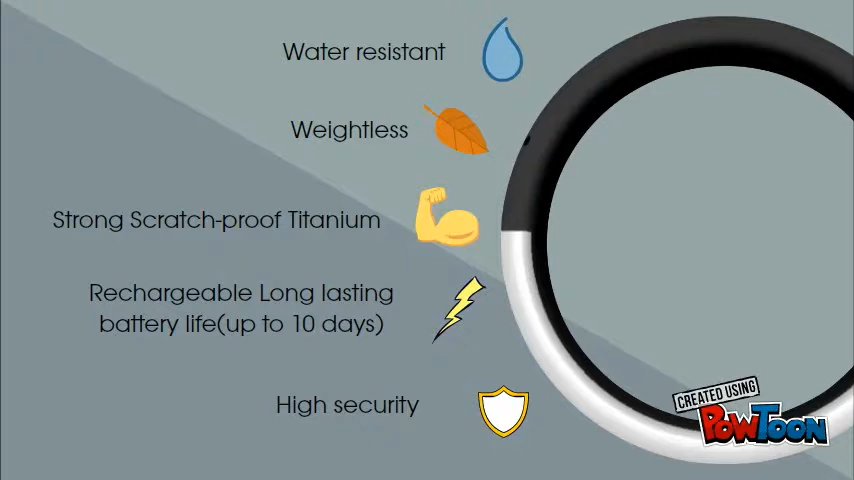 Water resistant
Weightless
Strong Scratch-proof Titanium
Rechargeable Long lasting
battery life(up to 10 days)
High security
CREATED USING
POWTOON